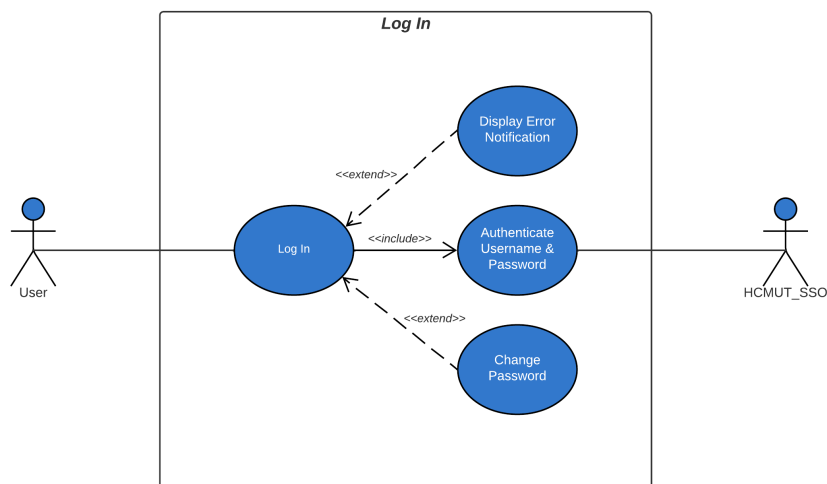 Log In
Display Error
Notification
<<extend>>
Log In
<<include>>
Authenticate
Username &
Password
User
HCMUT_SSO
<<extend>>
Change
Password